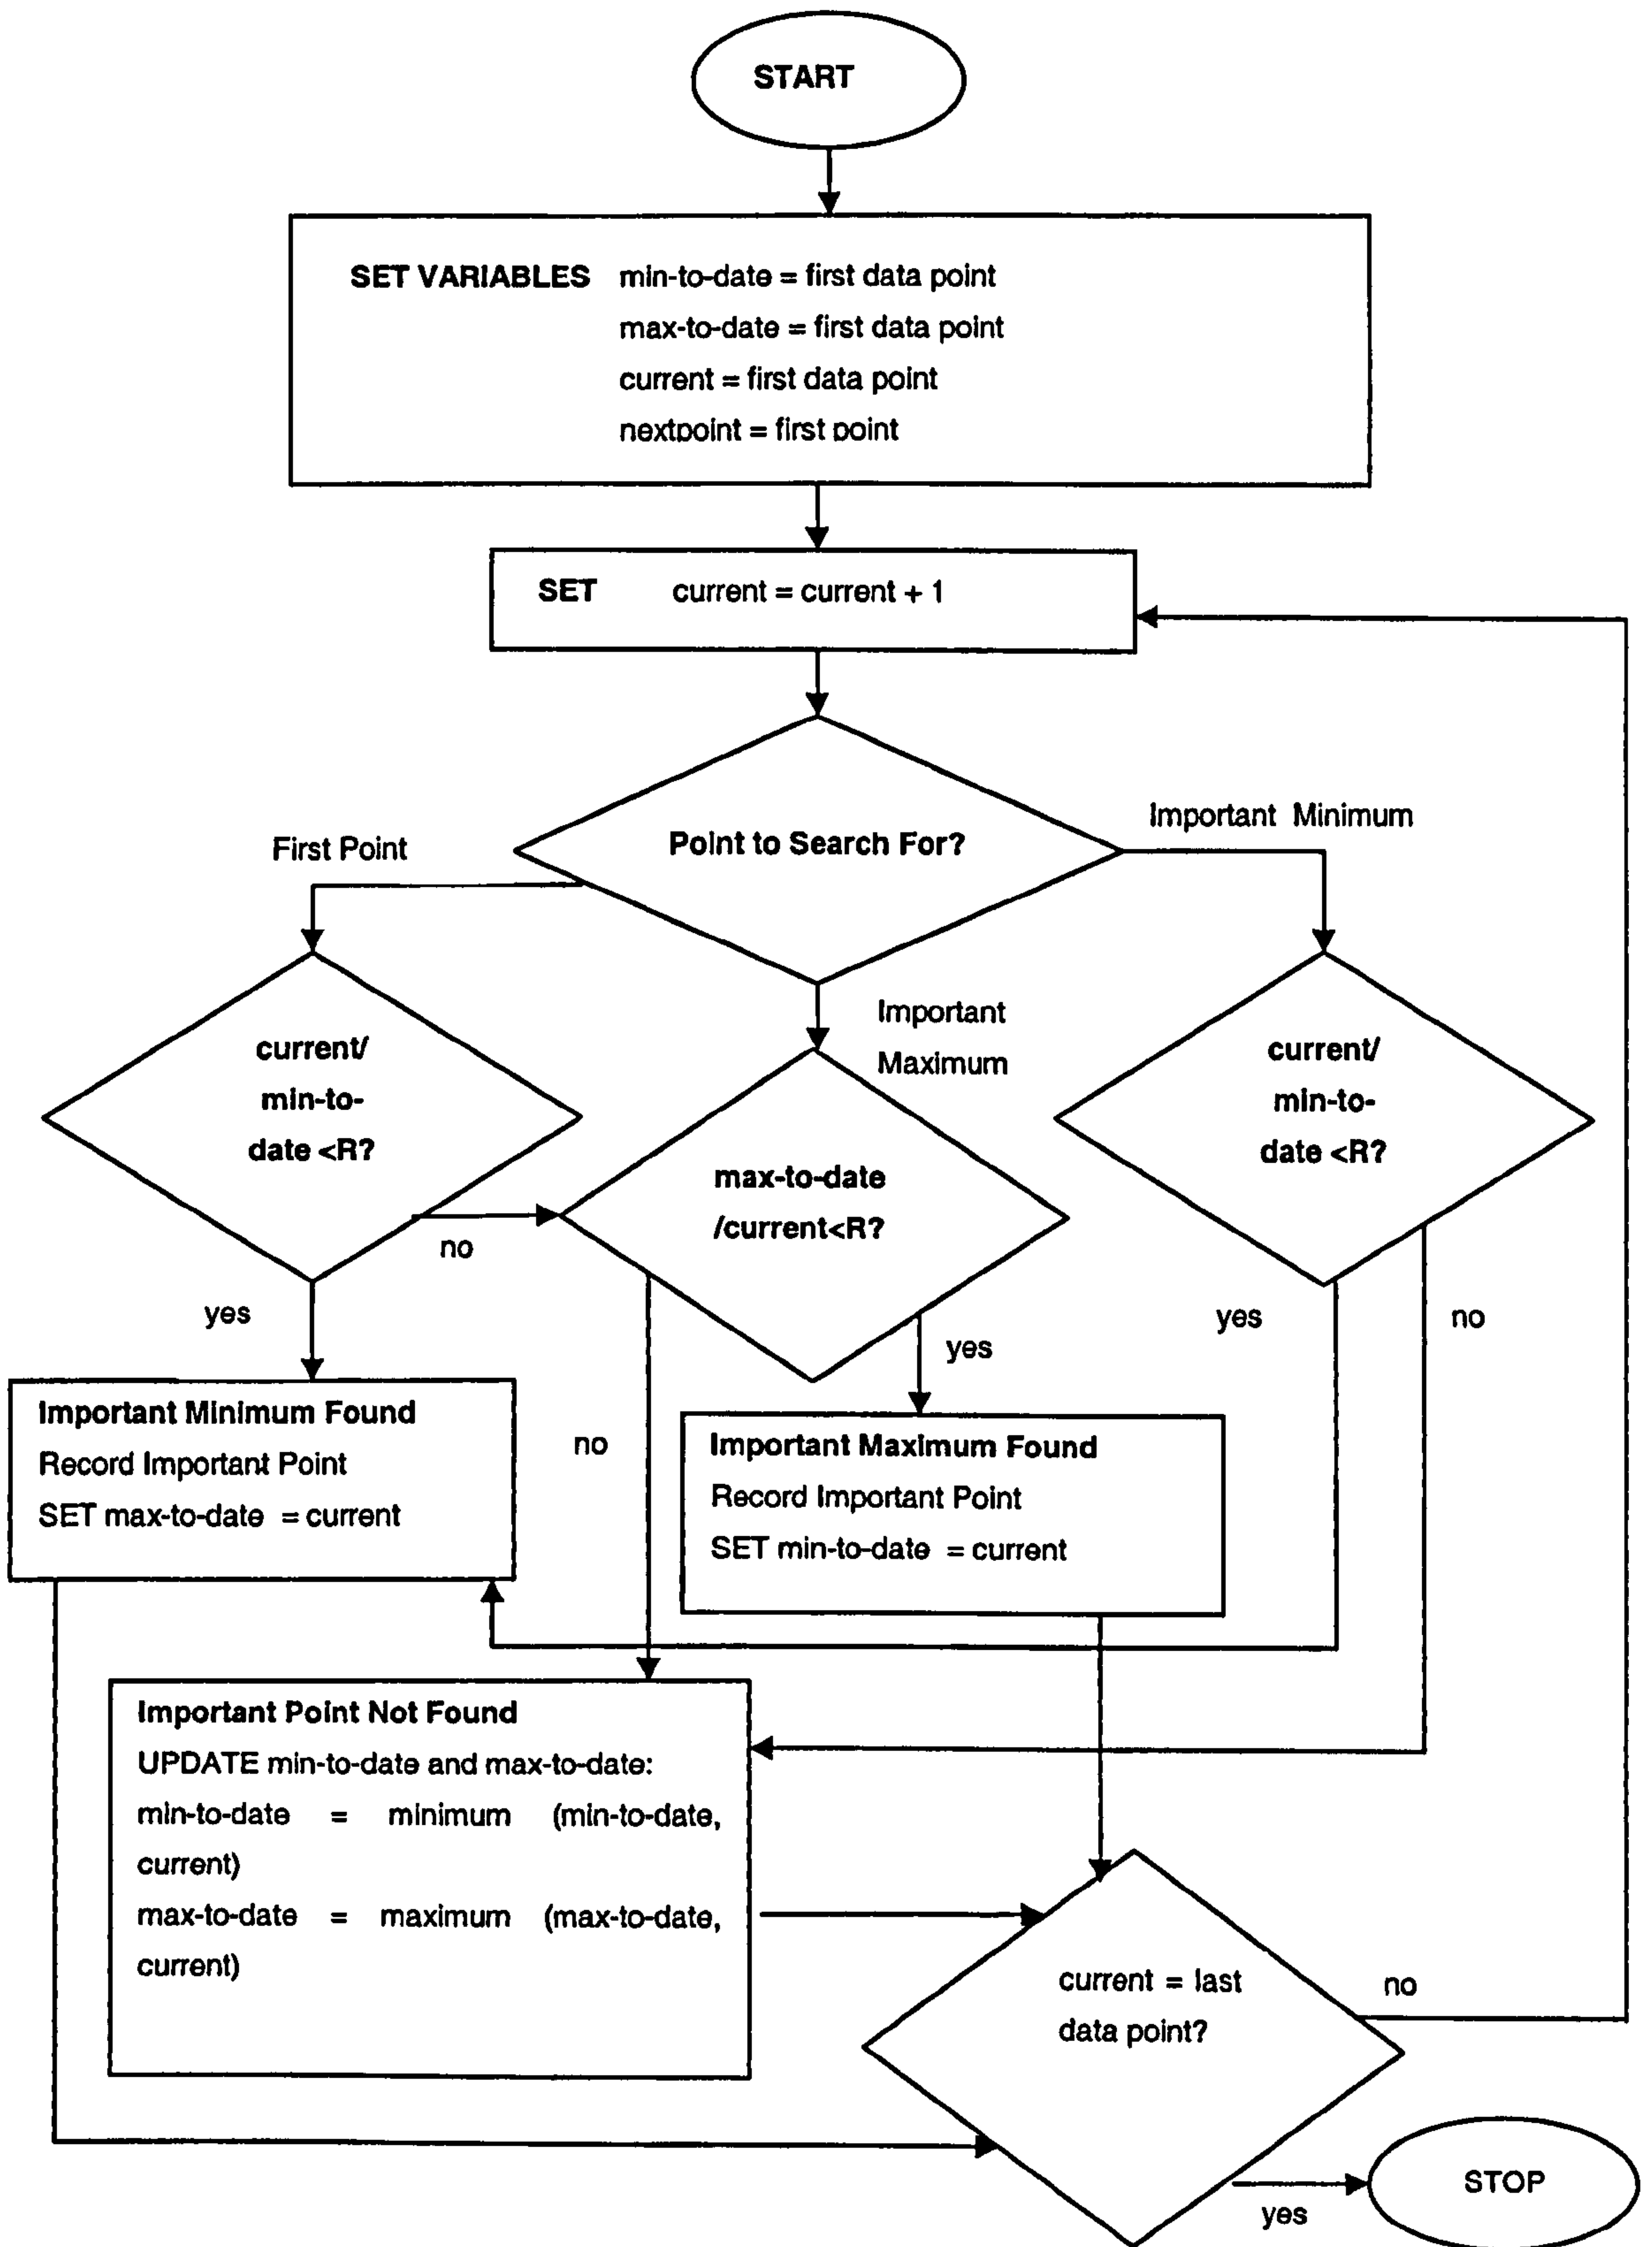 START
SET VARIABLES min-to-date = first data point
max-to-date = first data point
current = first data point
nextpoint = first point
SET current = current + 1
Point to Search For?
First Point
Important Minimum
Important
Maximum
current/
min-to-
date <R?
max-to-date
/current<R?
current/
min-to-
date <R?
no
yes
yes
no
yes
no
Important Minimum Found
Record Important Point
SET max-to-date = current
Important Maximum Found
Record Important Point
SET min-to-date = current
Important Point Not Found
UPDATE min-to-date and max-to-date:
min-to-date = minimum (min-to-date,
current)
max-to-date = maximum (max-to-date,
current)
current = last
data point?
no
yes
STOP